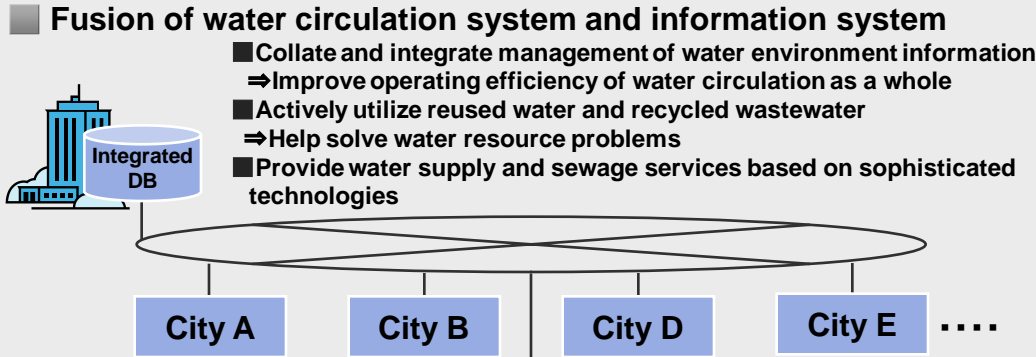 Fusion of water circulation system and information system
■Collate and integrate management of water environment information
⇒Improve operating efficiency of water circulation as a whole
■Actively utilize reused water and recycled wastewater
⇒Help solve water resource problems
■Provide water supply and sewage services based on sophisticated
technologies
Integrated
DB
City A
City B
City D
City E
....